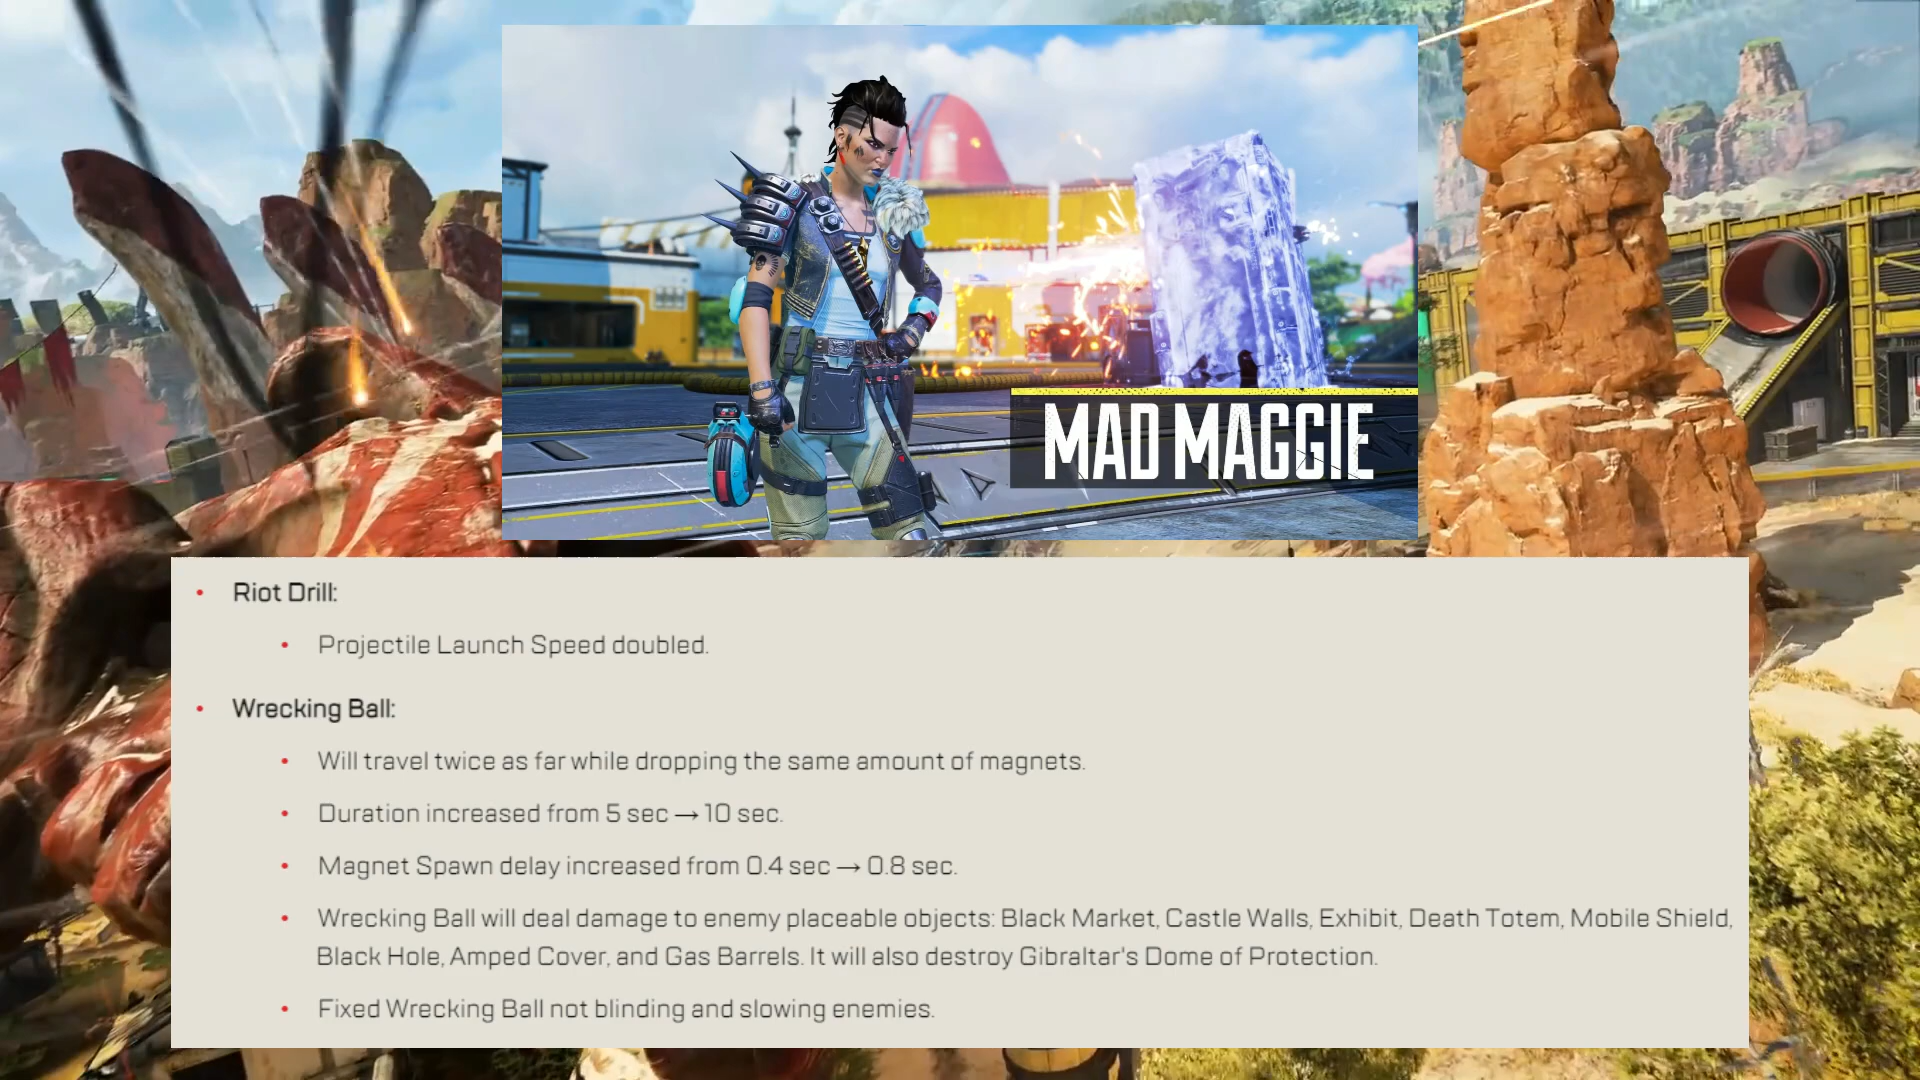 MAD MAGGIE
• Riot Drill:
• Projectile Launch Speed doubled.
• Wrecking Ball:
• Will travel twice as far while dropping the same amount of magnets.
• Duration increased from 5 sec → 10 sec.
• Magnet Spawn delay increased from 0.4 sec → 0.8 sec.
• Wrecking Ball will deal damage to enemy placeable objects: Black Market, Castle Walls, Exhibit, Death Totem, Mobile Shield,
Black Hole, Amped Cover, and Gas Barrels. It will also destroy Gibraltar's Dome of Protection.
• Fixed Wrecking Ball not blinding and slowing enemies.